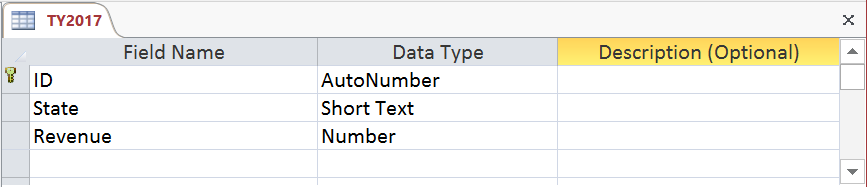 TY2017
Field Name Data Type Description (Optional)
ID AutoNumber
State Short Text
Revenue Number